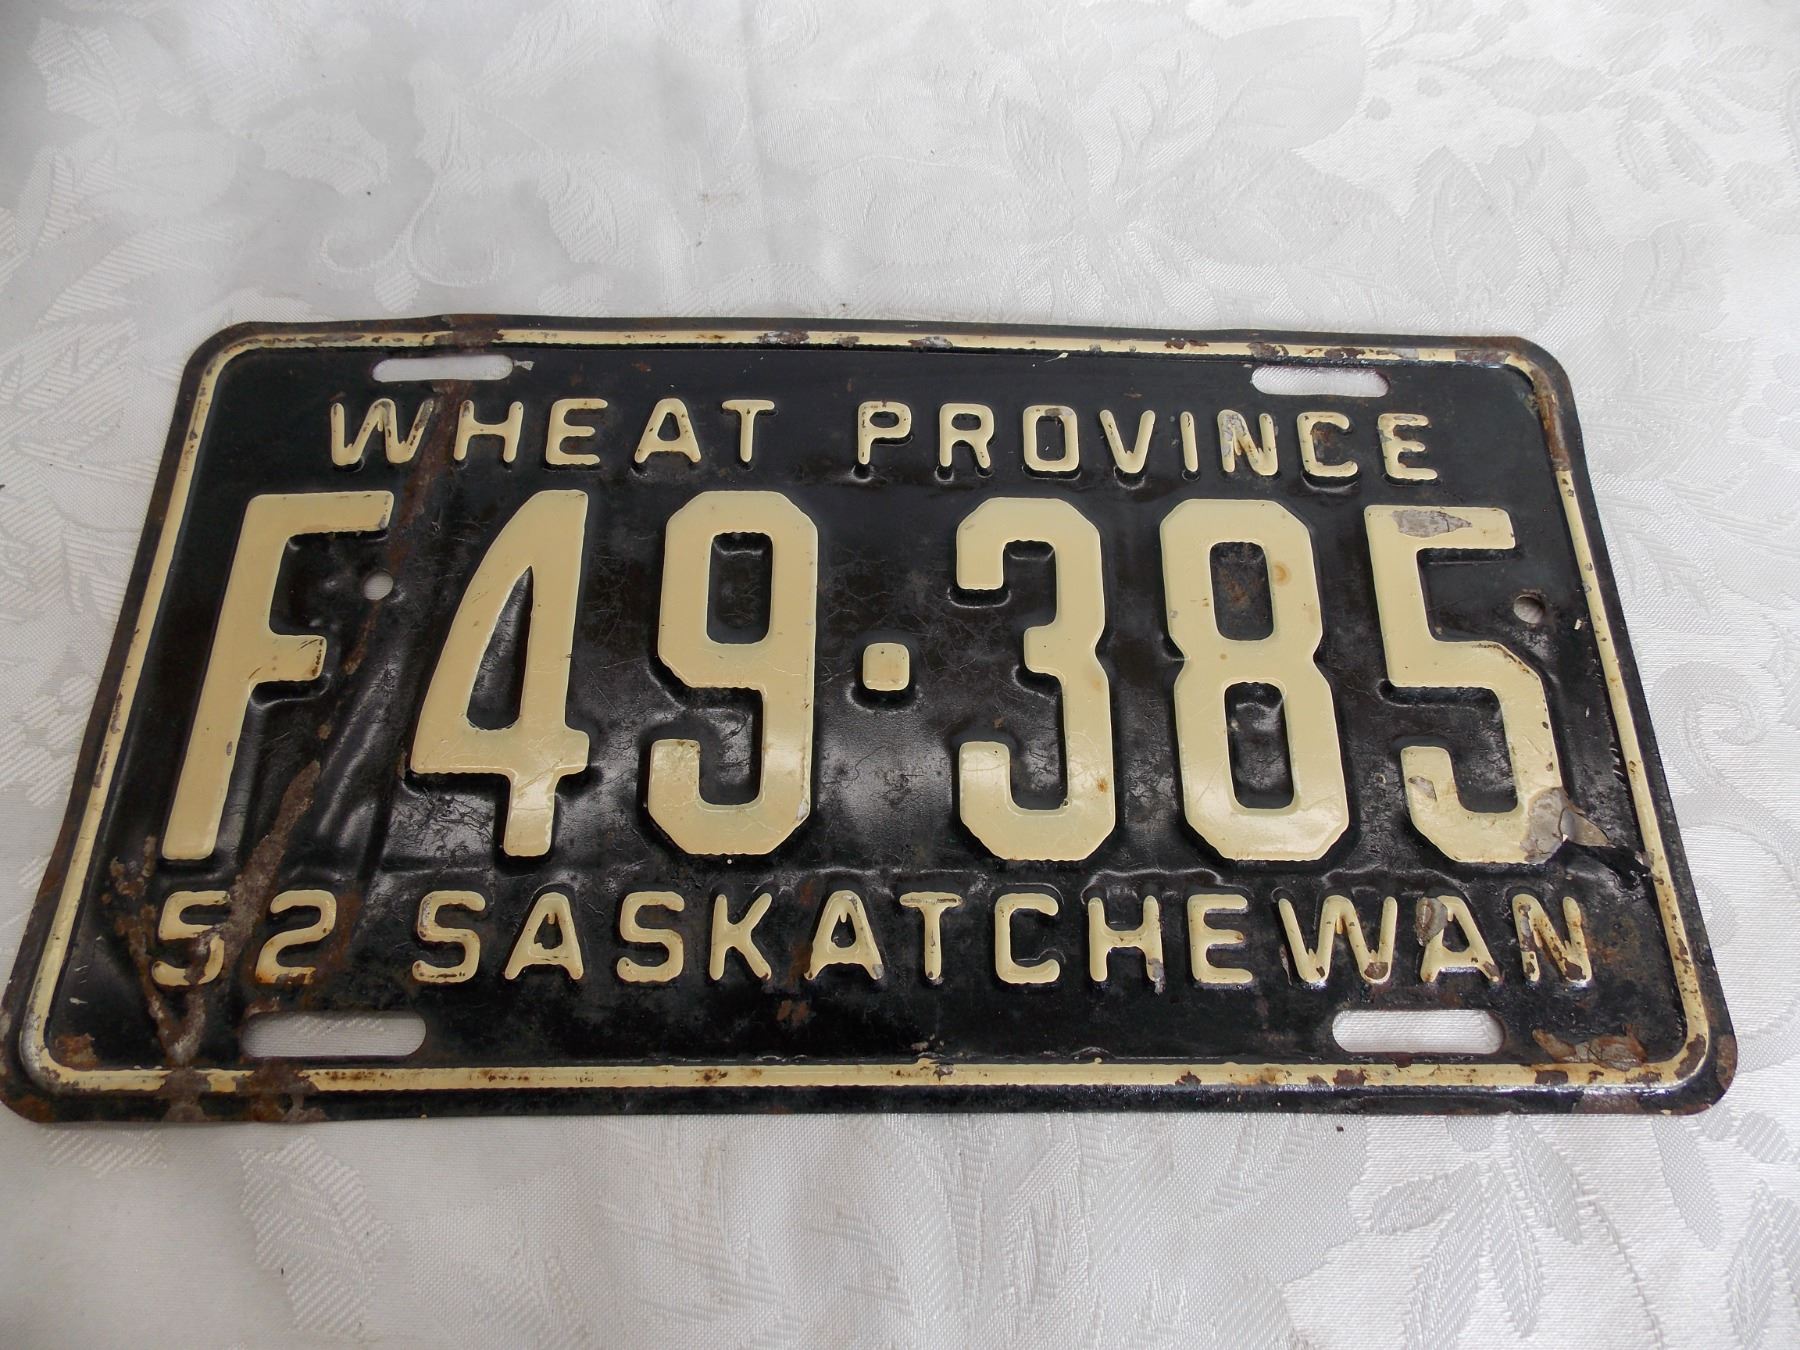 WHEAT PROVINCE
F49·385
52 SASKATCHEWAN